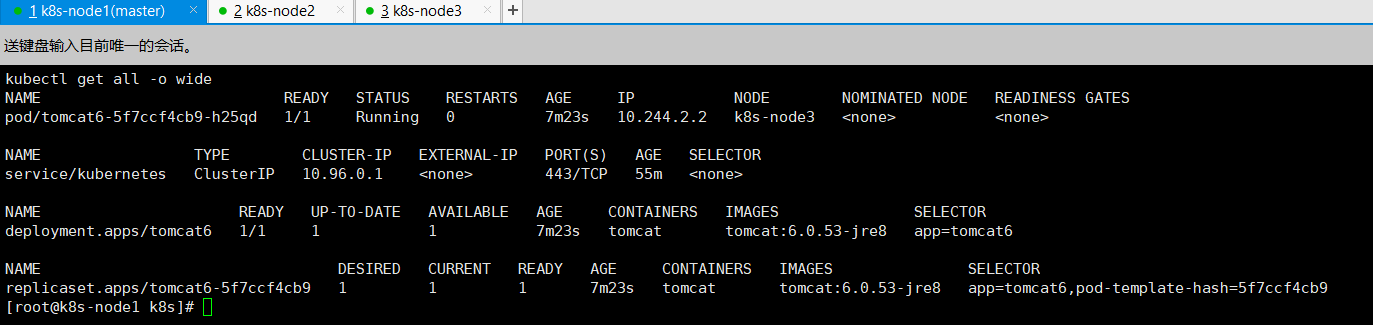 1 k8s-node1(master) × 2 k8s-node2 × 3 k8s-node3 × +
送键盘输入目前唯一的会话。
kubectl get all -o wide
NAME READY STATUS RESTARTS AGE IP NODE NOMINATED NODE READINESS GATES
pod/tomcat6-5f7ccf4cb9-h25qd 1/1 Running 0 7m23s 10.244.2.2 k8s-node3 <none> <none>
NAME TYPE CLUSTER-IP EXTERNAL-IP PORT(S) AGE SELECTOR
service/kubernetes ClusterIP 10.96.0.1 <none> 443/TCP 55m <none>
NAME READY UP-TO-DATE AVAILABLE AGE CONTAINERS IMAGES SELECTOR
deployment.apps/tomcat6 1/1 1 1 7m23s tomcat tomcat:6.0.53-jre8 app=tomcat6
NAME DESIRED CURRENT READY AGE CONTAINERS IMAGES SELECTOR
replicaset.apps/tomcat6-5f7ccf4cb9 1 1 1 7m23s tomcat tomcat:6.0.53-jre8 app=tomcat6,pod-template-hash=5f7ccf4cb9
[root@k8s-node1 k8s]#